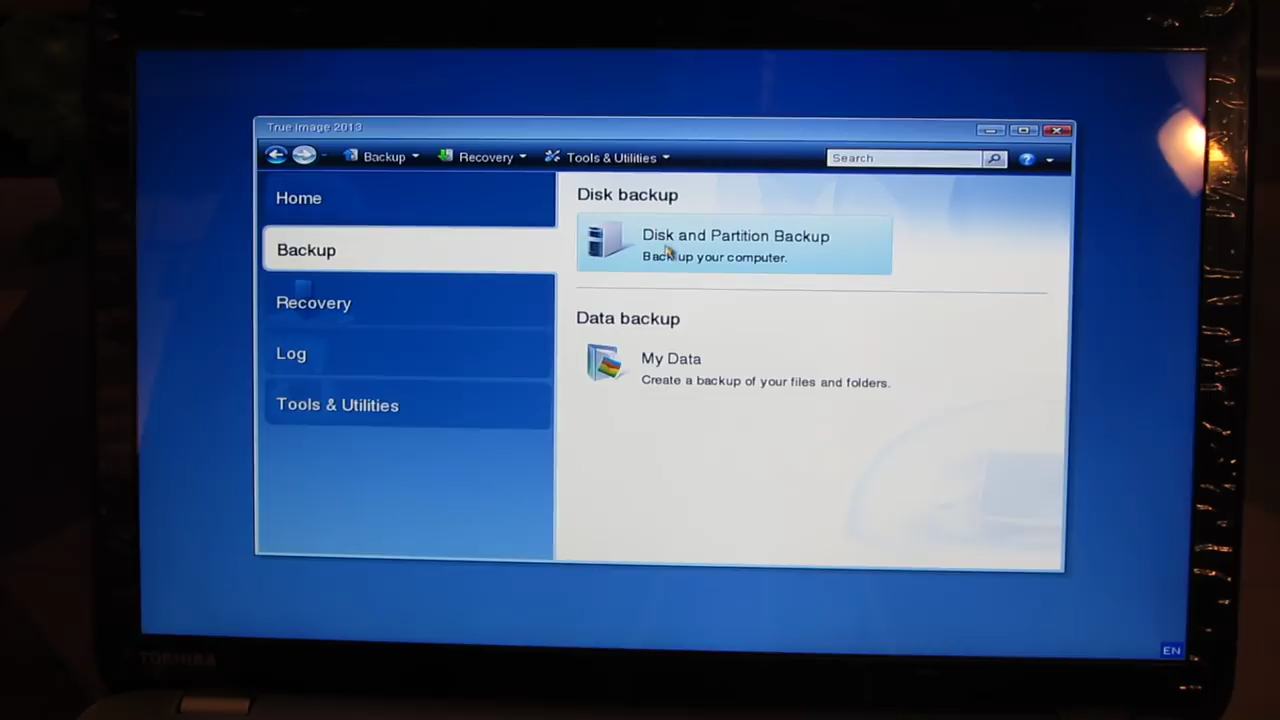 True Image 2013
Backup
Recovery
Tools & Utilities
Search
?
Home
Backup
Recovery
Log
Tools & Utilities
Disk backup
Disk and Partition Backup
Back up your computer.
Data backup
My Data
Create a backup of your files and folders.
EN
TOSHIBA